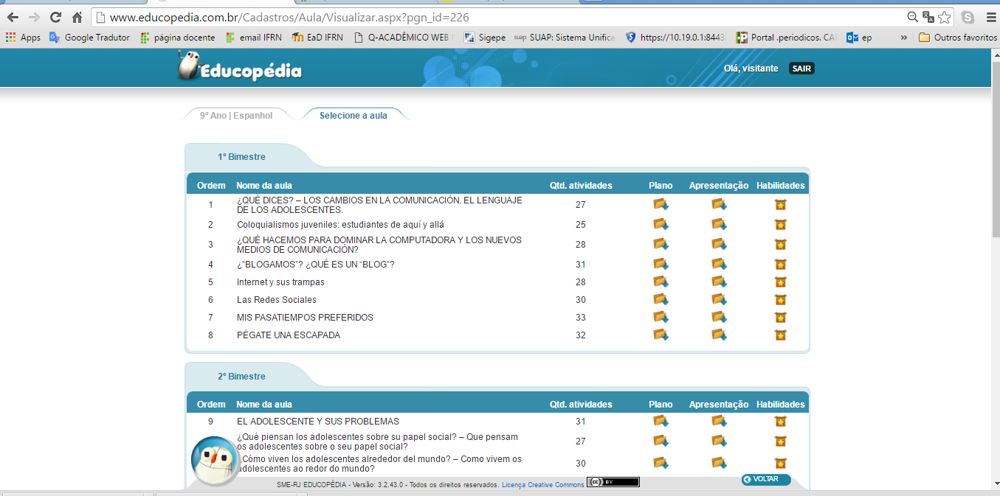 www.educopedia.com.br/Cadastros/Aula/Visualizar.aspx?pgn_id=226
Apps Google Tradutor página docente email IFRN EaD IFRN Q-ACADÊMICO WEB Sigepe suap SUAP: Sistema Unifica https://10.19.0.1:8443 Portal .periodicos. CA ep » Outros favoritos
Educopédia
Olá, visitante SAIR
9º Ano | Espanhol Selecione a aula
1º Bimestre
Ordem Nome da aula Qtd. atividades Plano Apresentação Habilidades
1 ¿QUÉ DICES? – LOS CAMBIOS EN LA COMUNICACIÓN. EL LENGUAJE
DE LOS ADOLESCENTES. 27
2 Coloquialismos juveniles: estudiantes de aquí y allá 25
3 ¿QUÉ HACEMOS PARA DOMINAR LA COMPUTADORA Y LOS NUEVOS
MEDIOS DE COMUNICACIÓN? 28
4 ¿"BLOGAMOS"? ¿QUÉ ES UN “BLOG”? 31
5 Internet y sus trampas 28
6 Las Redes Sociales 30
7 MIS PASATIEMPOS PREFERIDOS 33
8 PÉGATE UNA ESCAPADA 32
2º Bimestre
Ordem Nome da aula Qtd. atividades Plano Apresentação Habilidades
9 EL ADOLESCENTE Y SUS PROBLEMAS 31
¿Qué piensan los adolescentes sobre su papel social? – Que pensam
os adolescentes sobre o seu papel social? 27
Cómo viven los adolescentes alrededor del mundo? – Como vivem os
adolescentes ao redor do mundo? 30
VOLTAR
SME-RJ EDUCOPÉDIA - Versão: 3.2.43.0 - Todos os direitos reservados. Licença Creative Commons cc BY